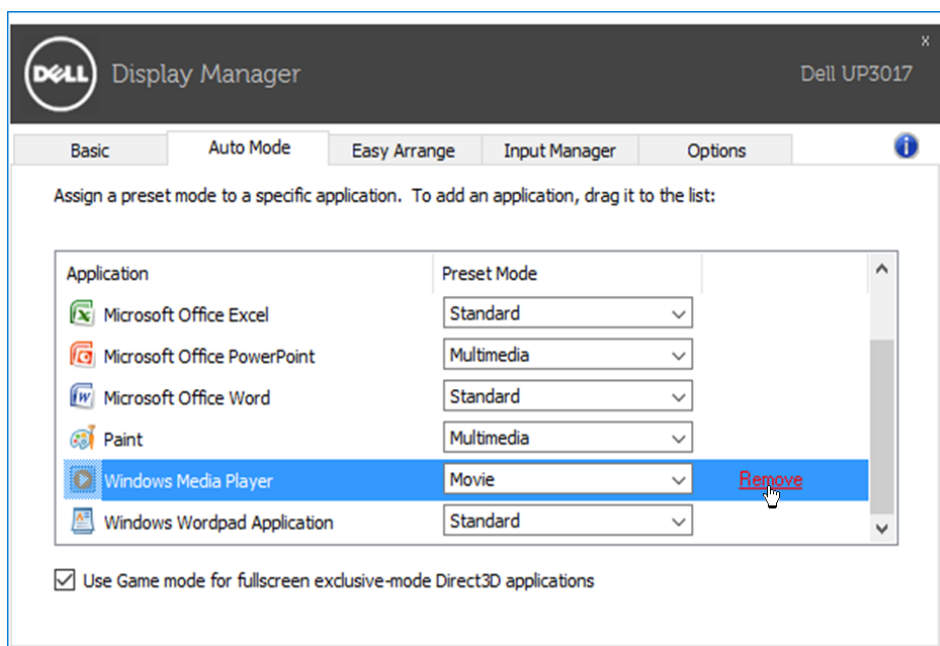 x
DELL Display Manager Dell UP3017
Basic Auto Mode Easy Arrange Input Manager Options
Assign a preset mode to a specific application. To add an application, drag it to the list:
Application Preset Mode
Microsoft Office Excel Standard
Microsoft Office PowerPoint Multimedia
Microsoft Office Word Standard
Paint Multimedia
Windows Media Player Movie Remove
Windows Wordpad Application Standard
Use Game mode for fullscreen exclusive-mode Direct3D applications